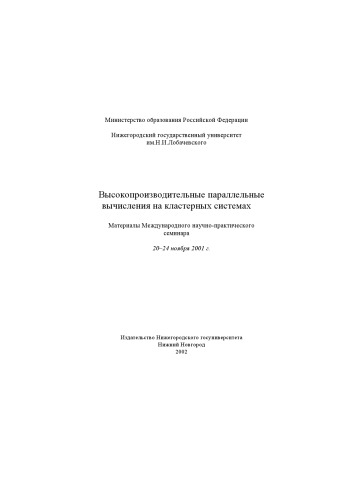 Министерство образования Российской Федерации
Нижегородский государственный университет
им.Н.И.Лобачевского
Высокопроизводительные параллельные
вычисления на кластерных системах
Материалы Международного научно-практического
семинара
20–24 ноября 2001 г.
Издательство Нижегородского госуниверситета
Нижний Новгород
2002